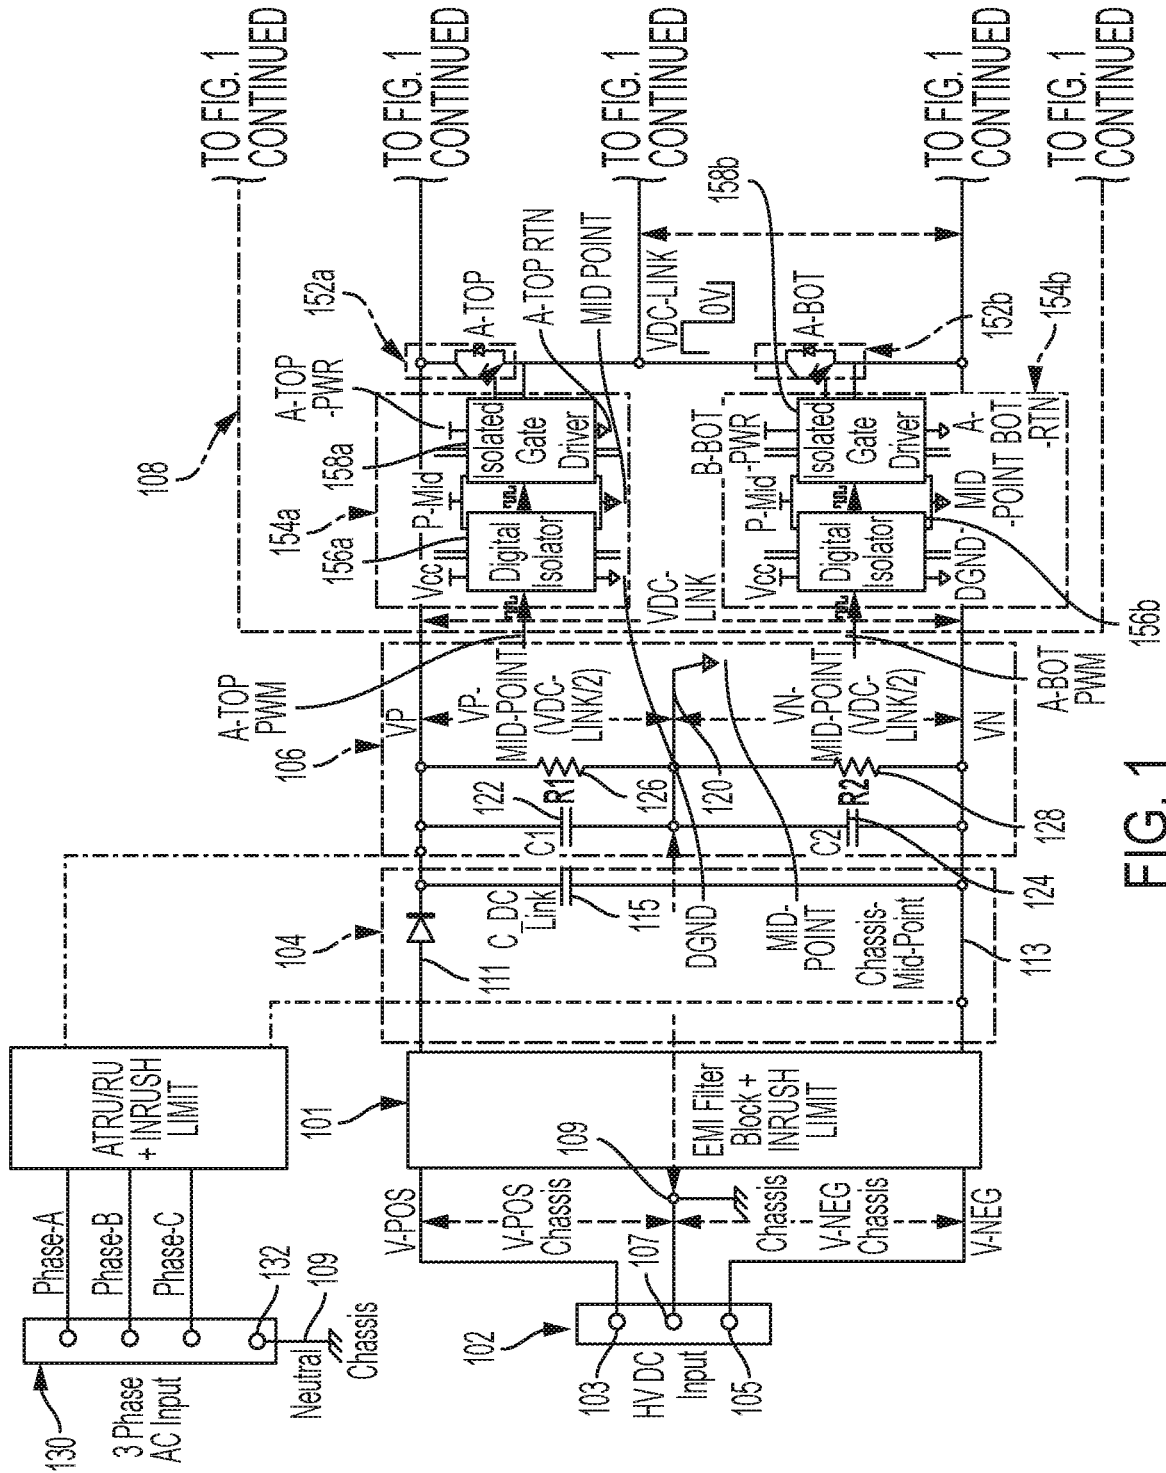 130
3 Phase
AC Input
Phase-A
Phase-B
Phase-C
132
109
Neutral
Chassis
ATRU/RU
+ INRUSH
LIMIT
102
103
HV DC
Input
105
107
109
V-POS
V-POS
Chassis
Chassis
V-NEG
Chassis
V-NEG
101
EMI Filter
Block +
INRUSH
LIMIT
104
111
C_DC
Link
115
DGND
MID-
POINT
Chassis-
Mid-Point
113
106
C1
122
R1
126
120
C2
R2
124
128
VP
VP-
MID-POINT
(VDC-
LINK/2)
VN-
MID-POINT
(VDC-
LINK/2)
VN
A-TOP
PWM
A-BOT
PWM
108
VDC-
LINK
154a
156a
158a
Vcc
P-Mid
A-TOP
-PWR
Digital
Isolator
Isolated
Gate
Driver
152a
A-TOP
A-TOP RTN
MID POINT
VDC-LINK
0V
158b
Vcc
P-Mid
B-BOT
-PWR
Digital
Isolator
Isolated
Gate
Driver
DGND
MID
-POINT
A-
BOT
-RTN
156b
A-BOT
152b
154b
TO FIG. 1
CONTINUED
TO FIG. 1
CONTINUED
TO FIG. 1
CONTINUED
TO FIG. 1
CONTINUED
TO FIG. 1
CONTINUED
FIG. 1